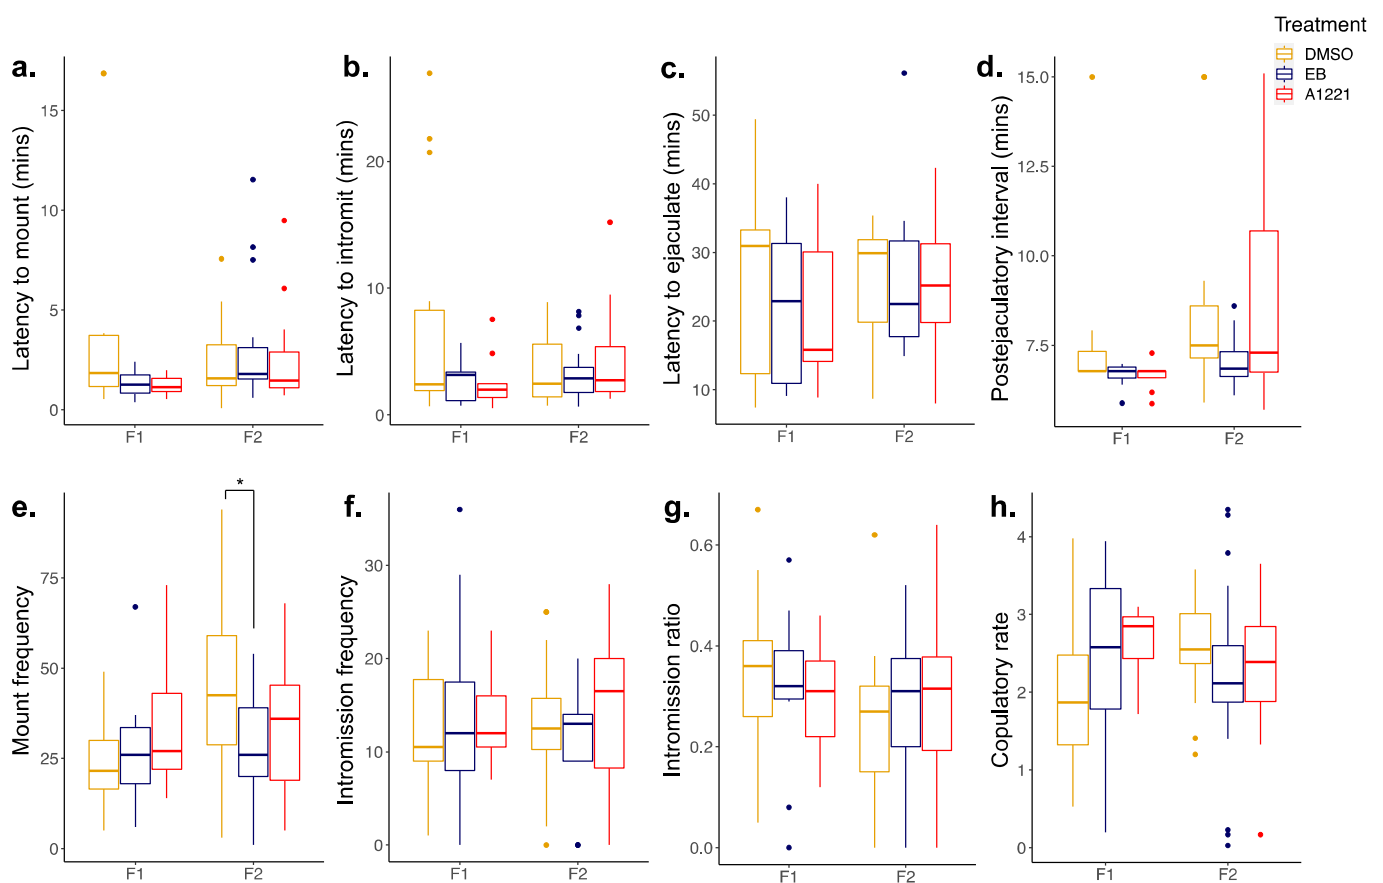 Treatment
DMSO
EB
A1221
a.
Latency to mount (mins)
15
10
5
0
F1 F2
b.
Latency to intromit (mins)
20
10
0
F1 F2
c.
Latency to ejaculate (mins)
50
40
30
20
10
F1 F2
d.
Postejaculatory interval (mins)
15.0
12.5
10.0
7.5
F1 F2
e.
Mount frequency
75
50
25
0
*
F1 F2
f.
Intromission frequency
30
20
10
0
F1 F2
g.
Intromission ratio
0.6
0.4
0.2
0.0
F1 F2
h.
Copulatory rate
4
3
2
1
0
F1 F2